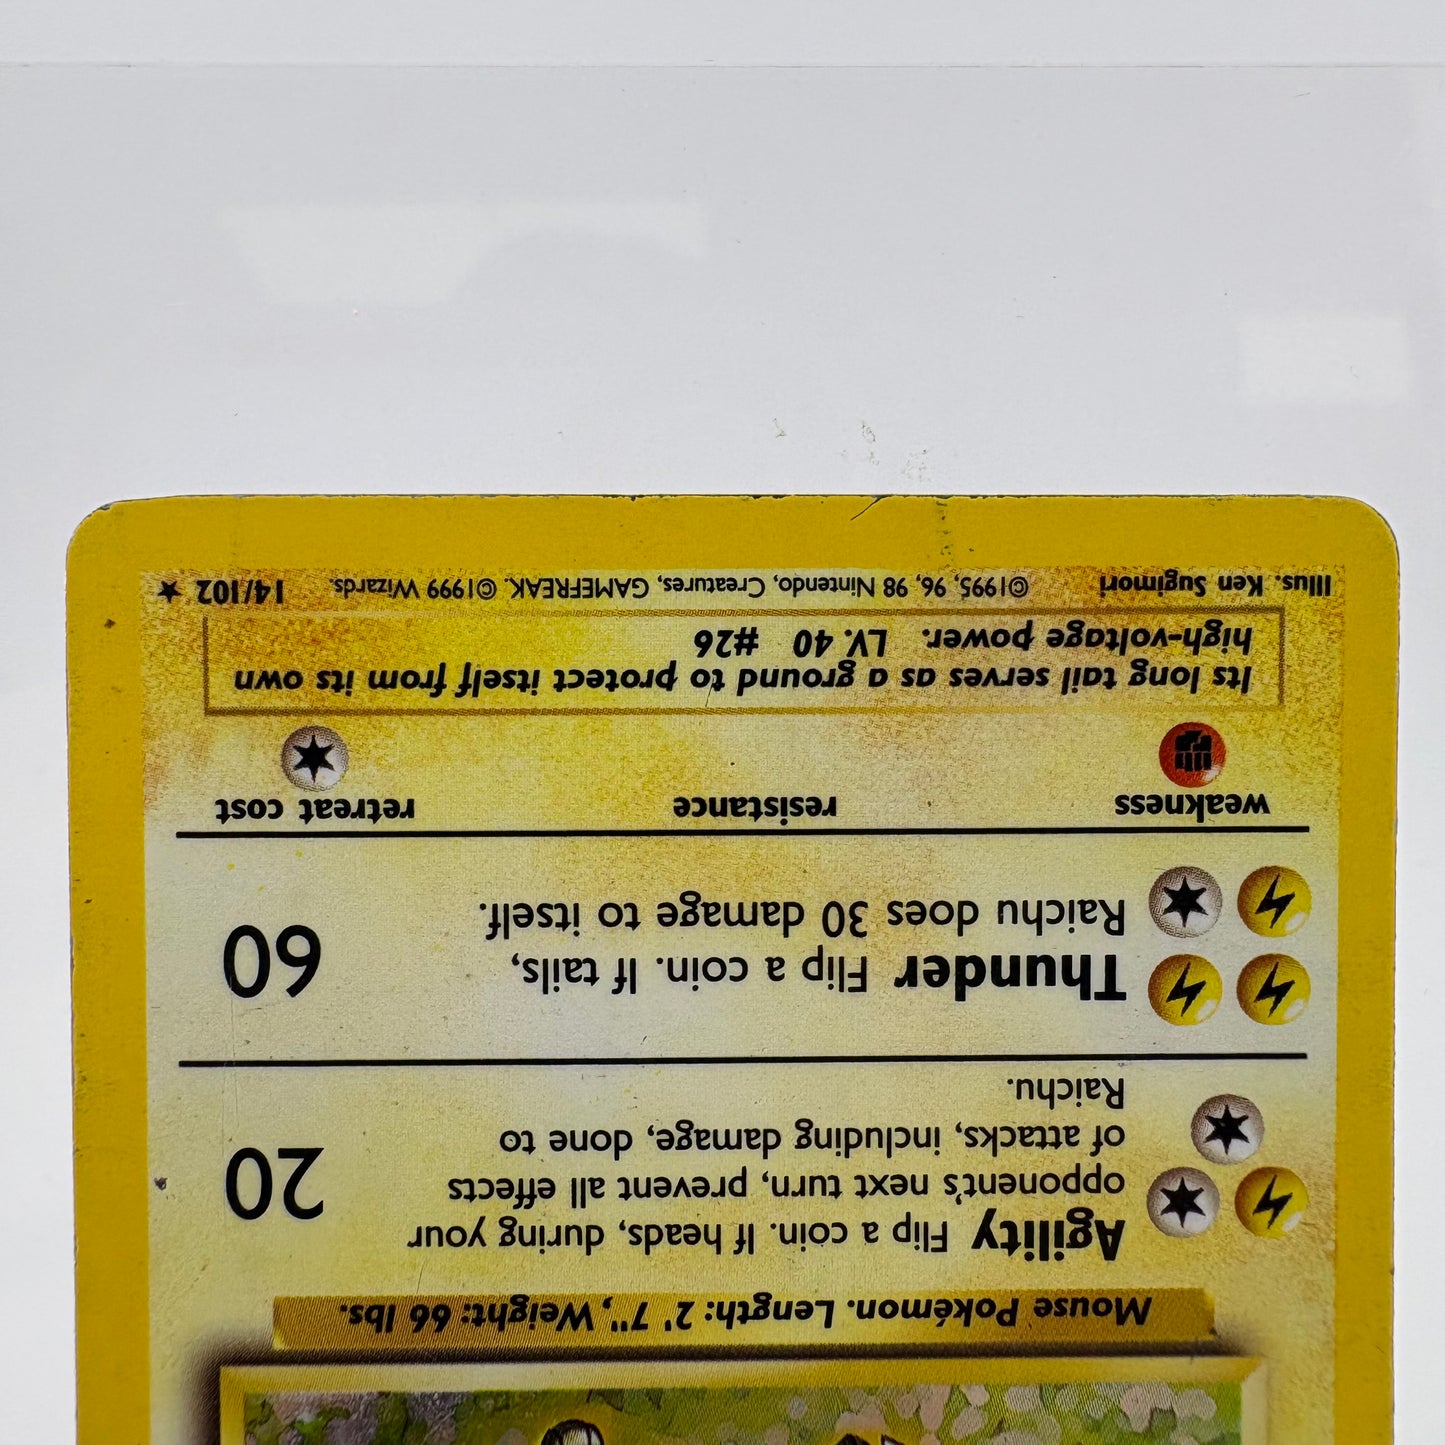 Mouse Pokémon. Length: 2' 7", Weight: 66 lbs.
Agility Flip a coin. If heads, during your
opponent's next turn, prevent all effects
of attacks, including damage, done to
Raichu.
20
Thunder Flip a coin. If tails,
Raichu does 30 damage to itself.
60
weakness resistance retreat cost
Its long tail serves as a ground to protect itself from its own
high-voltage power. LV. 40 #26
Illus. Ken Sugimori ©1995, 96, 98 Nintendo, Creatures, GAMEFREAK. ©1999 Wizards. 14/102 ★